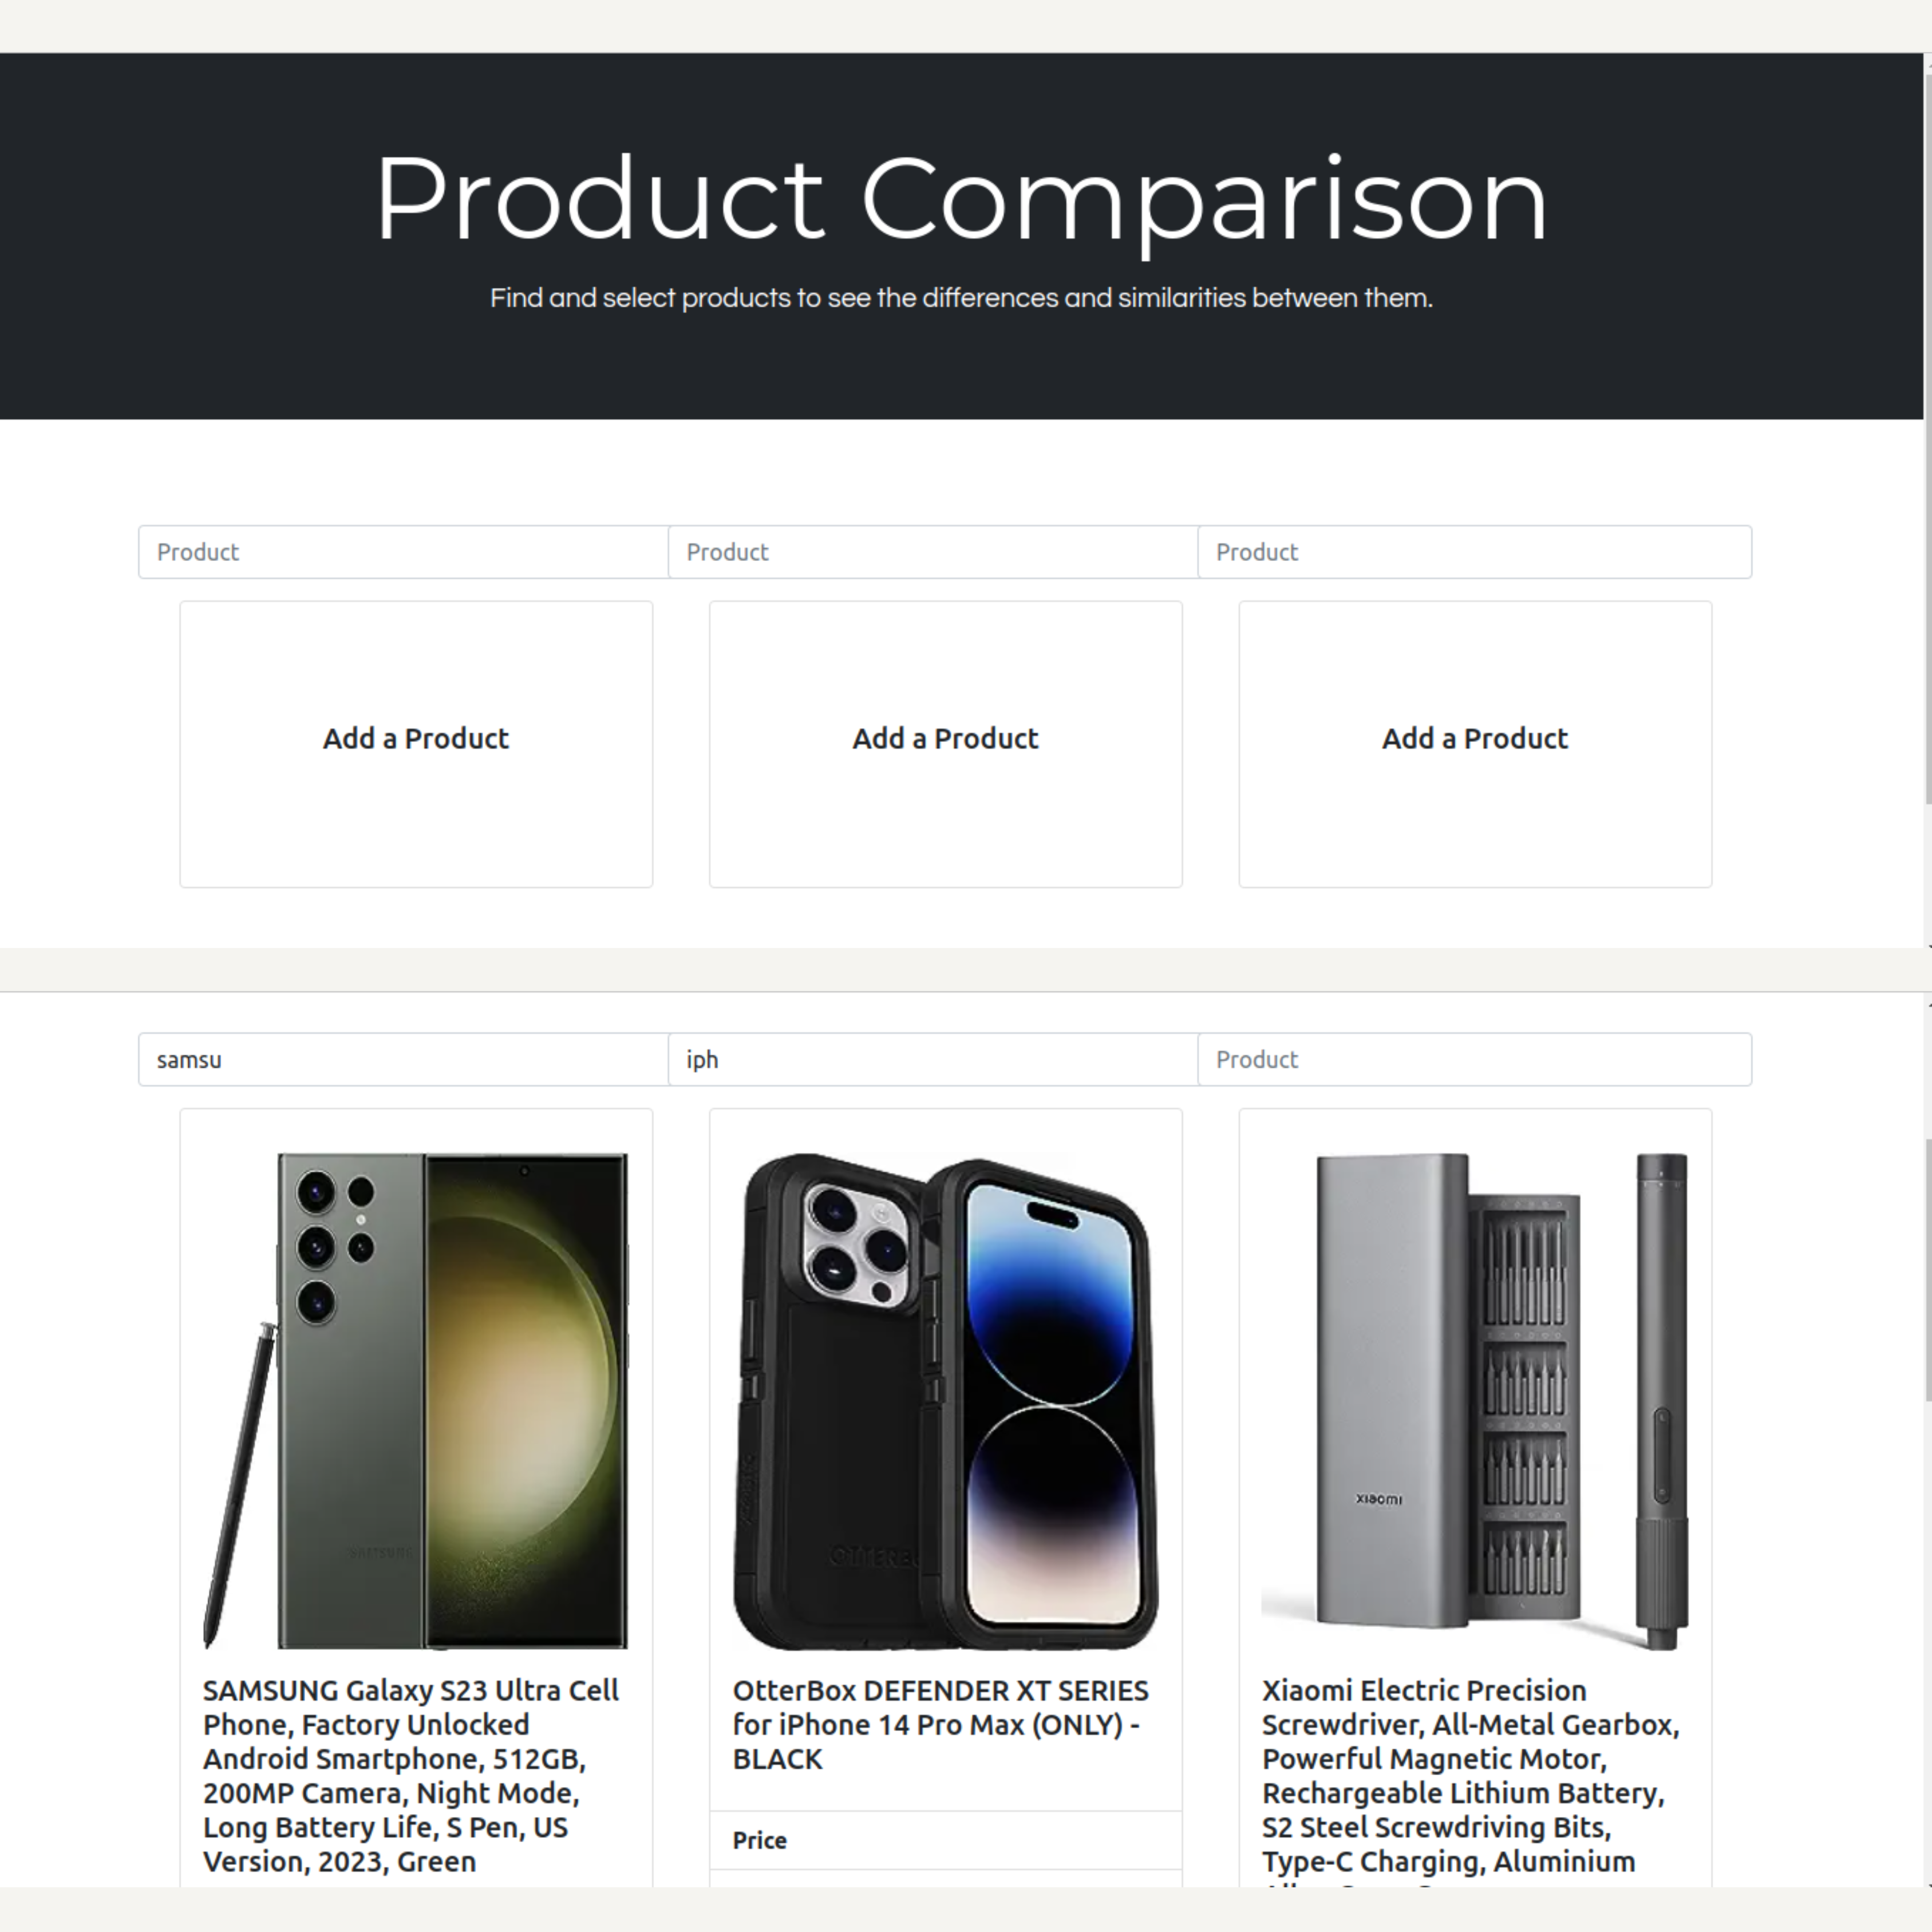 Product Comparison
Find and select products to see the differences and similarities between them.
Product
Product
Product
Add a Product
Add a Product
Add a Product
samsu
iph
Product
SAMSUNG
OTTERB
xiaomi
SAMSUNG Galaxy S23 Ultra Cell
Phone, Factory Unlocked
Android Smartphone, 512GB,
200MP Camera, Night Mode,
Long Battery Life, S Pen, US
Version, 2023, Green
OtterBox DEFENDER XT SERIES
for iPhone 14 Pro Max (ONLY) -
BLACK
Price
Xiaomi Electric Precision
Screwdriver, All-Metal Gearbox,
Powerful Magnetic Motor,
Rechargeable Lithium Battery,
S2 Steel Screwdriving Bits,
Type-C Charging, Aluminium